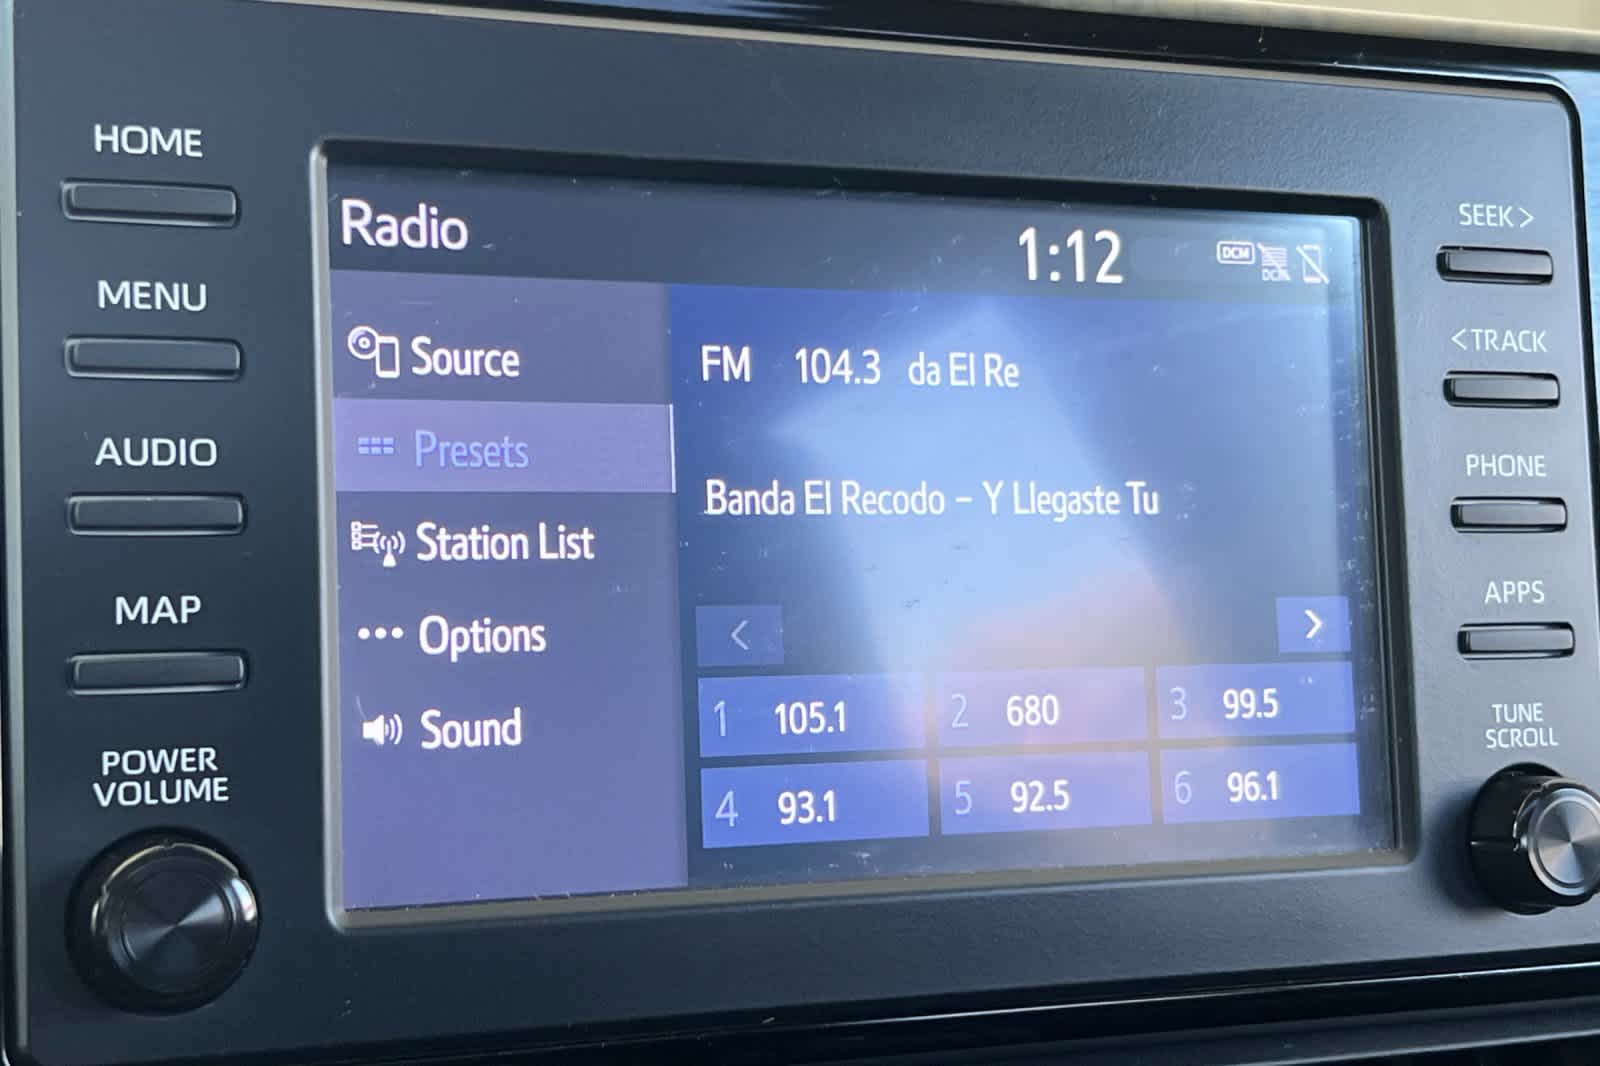 HOME
MENU
AUDIO
MAP
POWER
VOLUME
Radio
1:12
DCM
DCM
Source
Presets
Station List
Options
Sound
FM 104.3 da El Re
Banda El Recodo – Y Llegaste Tu
< >
1 105.1 2 680 3 99.5
4 93.1 5 92.5 6 96.1
SEEK >
< TRACK
PHONE
APPS
TUNE
SCROLL